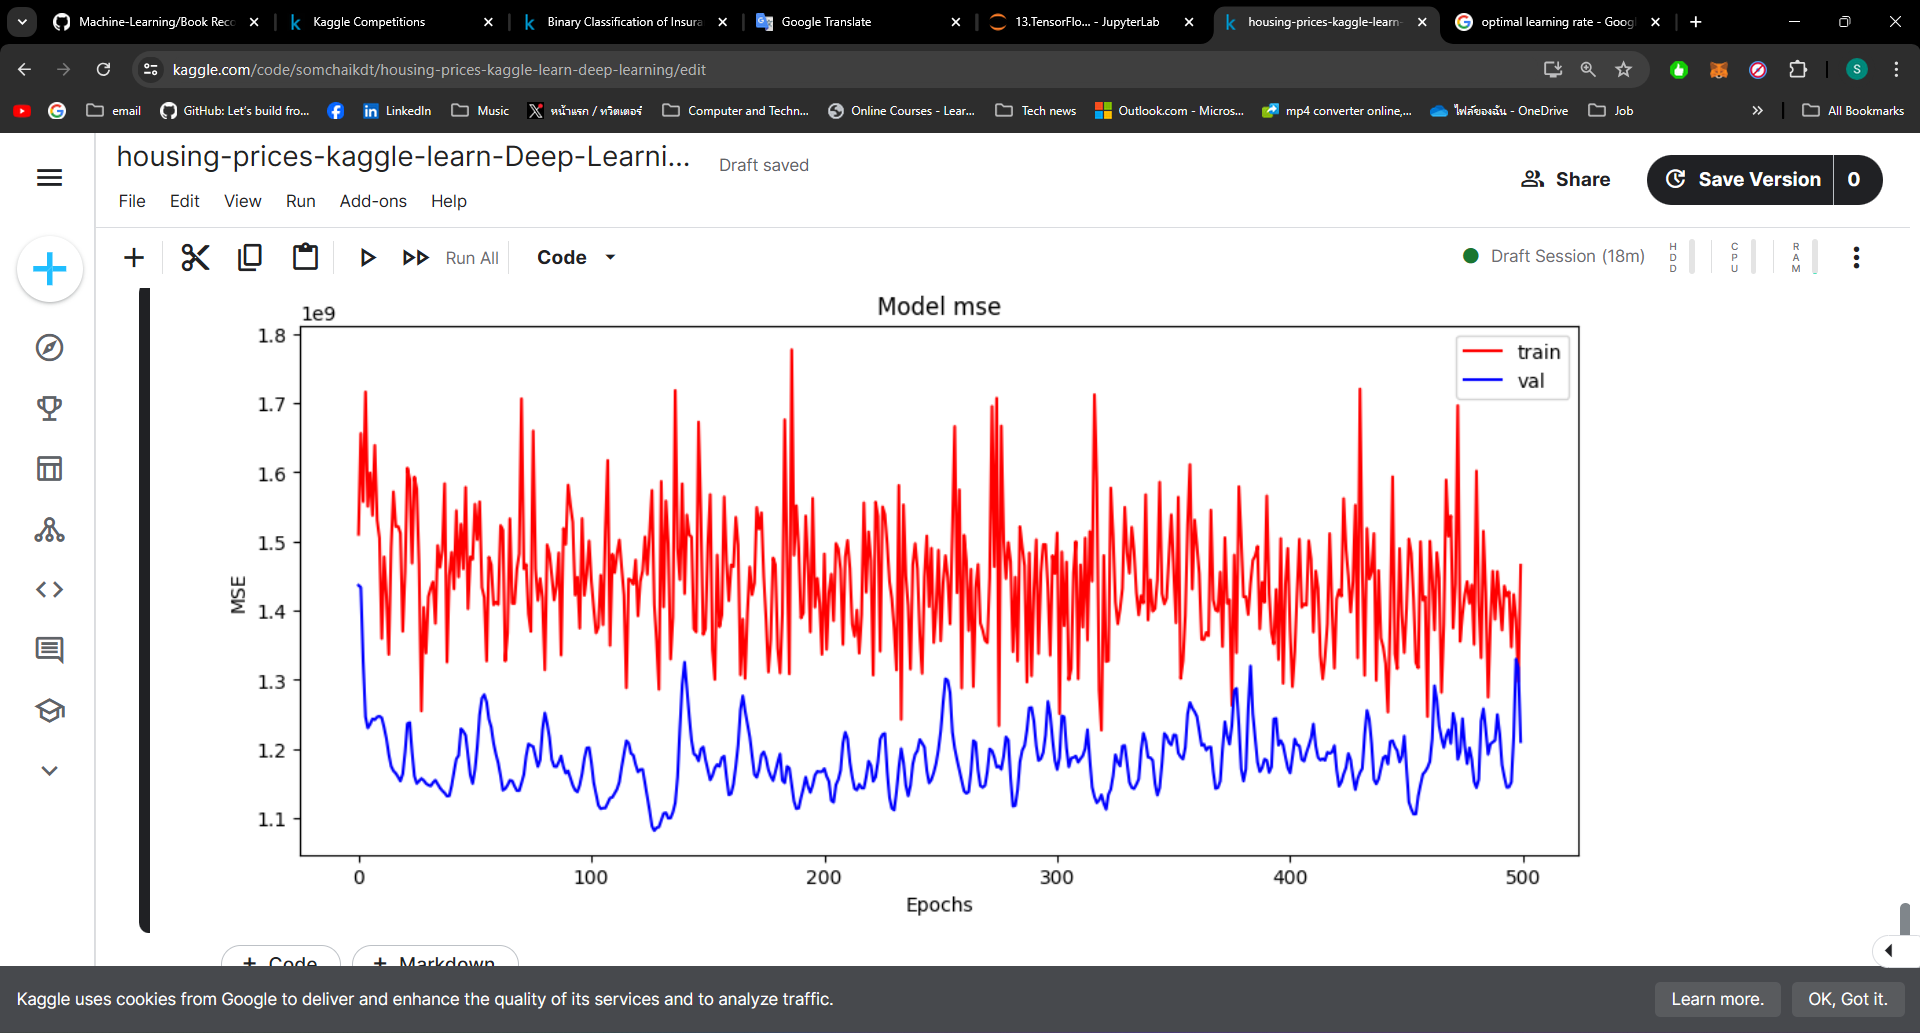 Machine-Learning/Book Rec
Kaggle Competitions
Binary Classification of Insura
Google Translate
13.TensorFlo... - JupyterLab
housing-prices-kaggle-learn-
optimal learning rate - Goog
kaggle.com/code/somchaikdt/housing-prices-kaggle-learn-deep-learning/edit
S
email
GitHub: Let's build fro...
LinkedIn
Music
หน้าแรก / ทวิตเตอร์
Computer and Techn...
Online Courses - Lear...
Tech news
Outlook.com - Micros...
mp4 converter online,...
ไฟล์ของฉัน - OneDrive
Job
All Bookmarks
housing-prices-kaggle-learn-Deep-Learni...
Draft saved
Share
Save Version
0
File
Edit
View
Run
Add-ons
Help
Run All
Code
Draft Session (18m)
HDD
CPU
RAM
Model mse
1e9
1.8
1.7
1.6
1.5
1.4
1.3
1.2
1.1
MSE
train
val
0
100
200
300
400
500
Epochs
+ Code
+ Markdown
Kaggle uses cookies from Google to deliver and enhance the quality of its services and to analyze traffic.
Learn more.
OK, Got it.